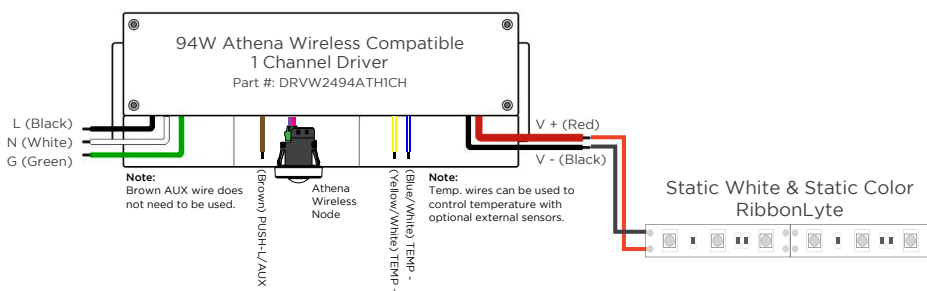 94W Athena Wireless Compatible
1 Channel Driver
Part #: DRVW2494ATH1CH
L (Black)
N (White)
G (Green)
V + (Red)
V - (Black)
Note:
Brown AUX wire does
not need to be used.
(Brown) PUSH-L/AUX
Athena
Wireless
Node
(Yellow/White) TEMP -
(Blue/White) TEMP -
Note:
Temp. wires can be used to
control temperature with
optional external sensors.
Static White & Static Color
RibbonLyte